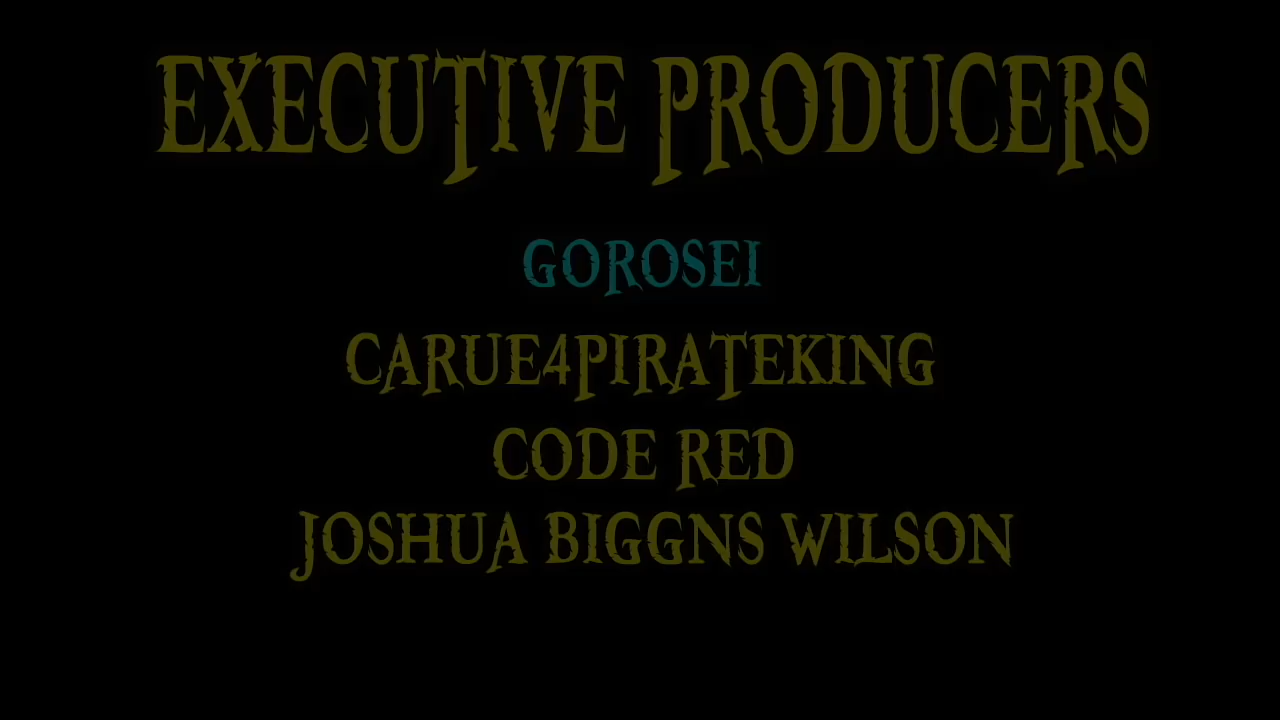 EXECUTIVE PRODUCERS
GOROSEI
CARUE4PIRATEKING
CODE RED
JOSHUA BIGGNS WILSON